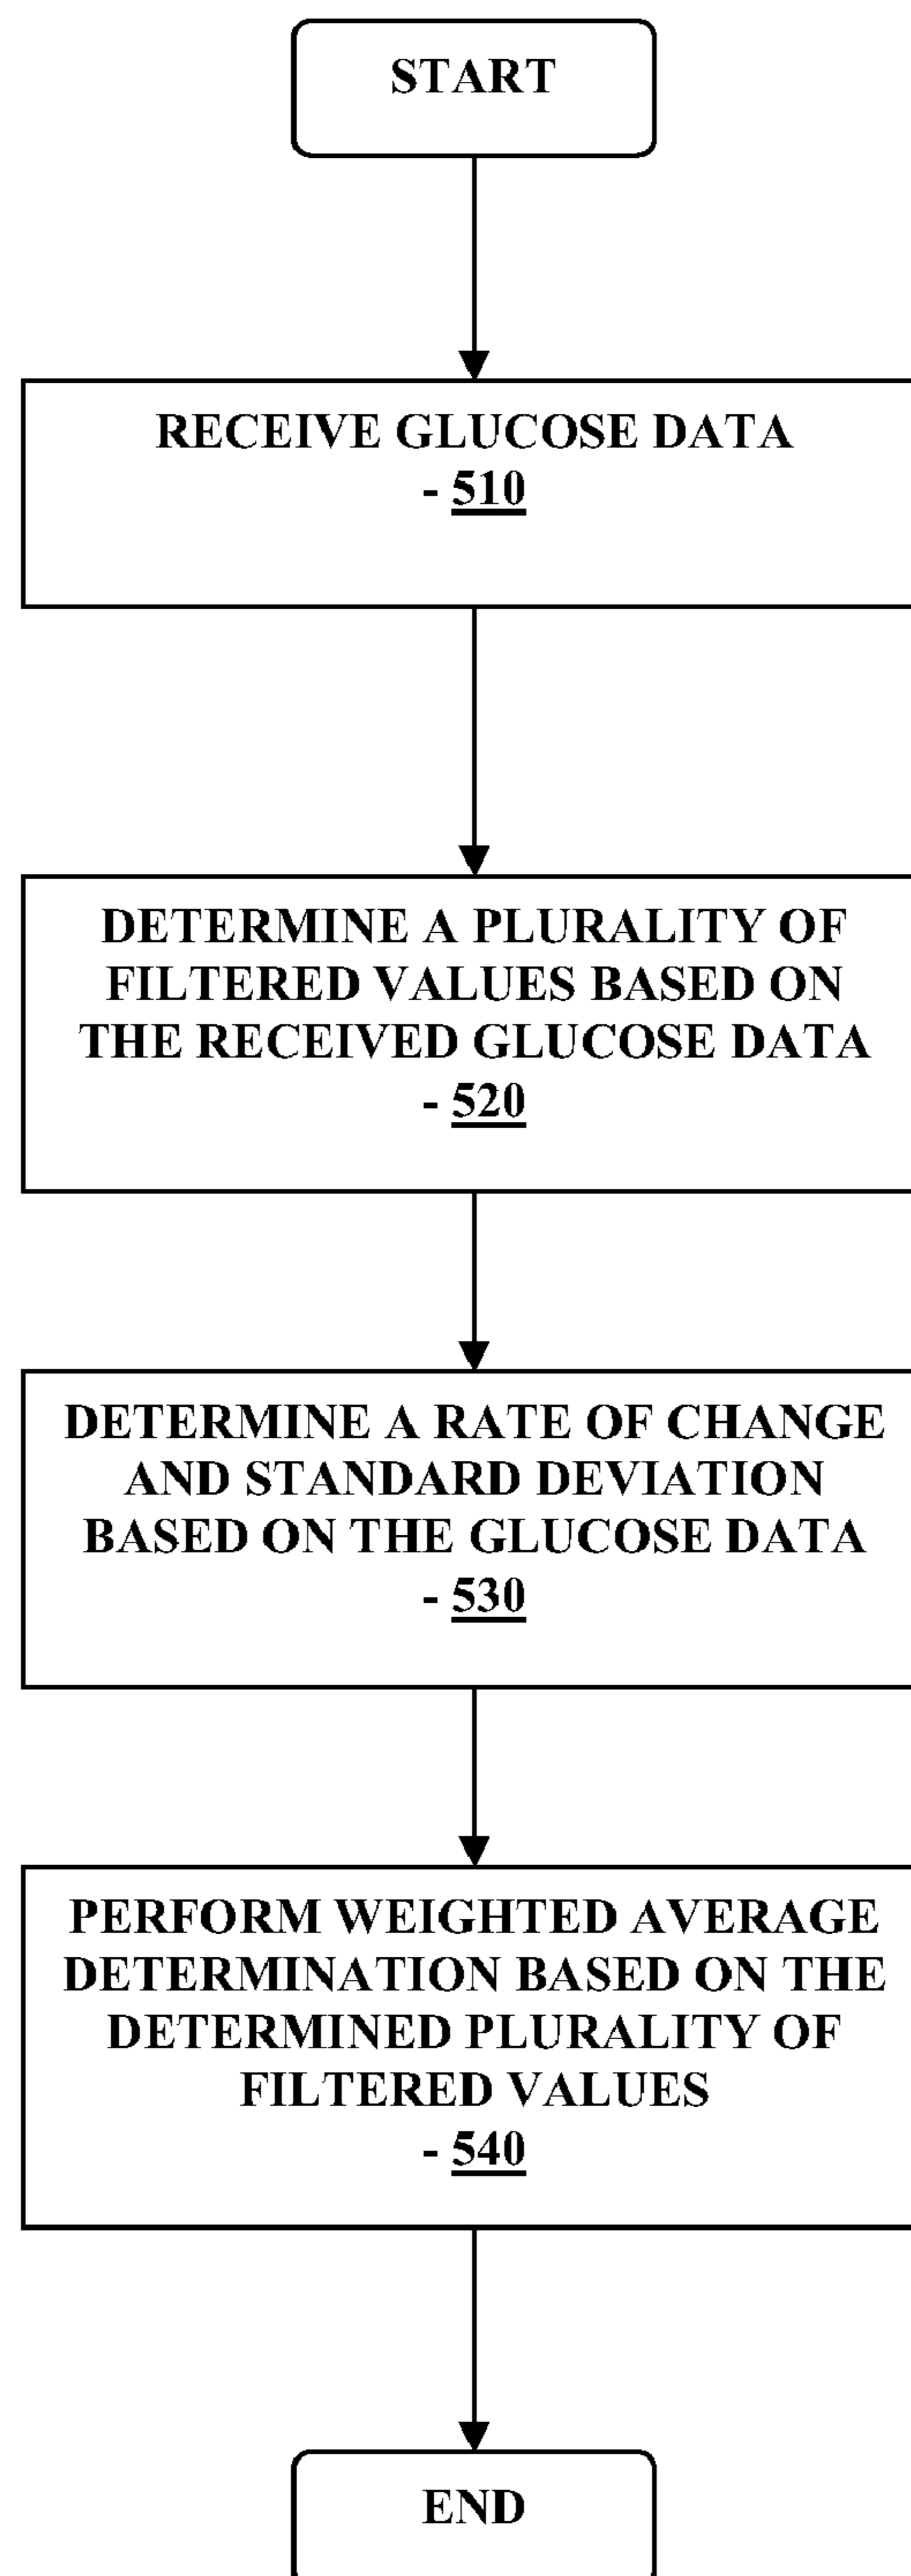 START
RECEIVE GLUCOSE DATA
- 510
DETERMINE A PLURALITY OF
FILTERED VALUES BASED ON
THE RECEIVED GLUCOSE DATA
- 520
DETERMINE A RATE OF CHANGE
AND STANDARD DEVIATION
BASED ON THE GLUCOSE DATA
- 530
PERFORM WEIGHTED AVERAGE
DETERMINATION BASED ON THE
DETERMINED PLURALITY OF
FILTERED VALUES
- 540
END